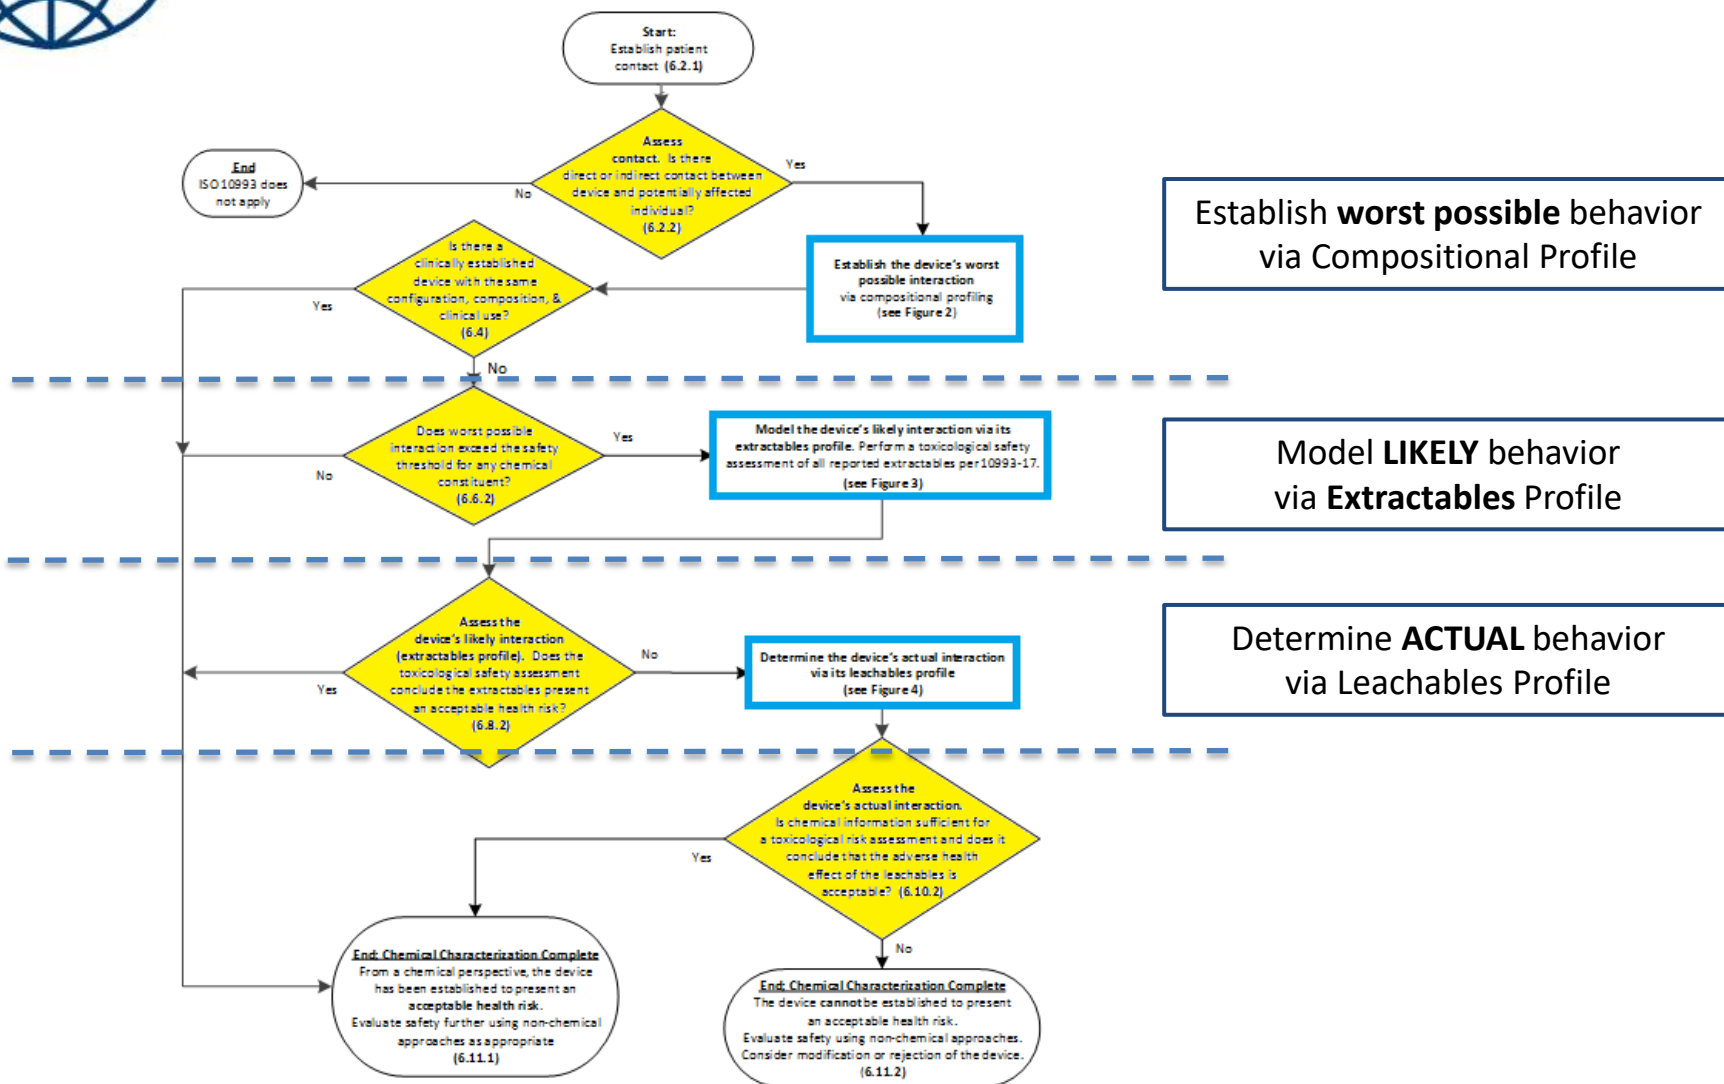 Start:
Establish patient
contact (6.2.1)
Assess
contact. Is there
direct or indirect contact between
device and potentially affected
individual?
(6.2.2)
Yes
No
End
ISO 10993 does
not apply
Establish the device's worst
possible interaction
via compositional profiling
(see Figure 2)
Is there a
clinically established
device with the same
configuration, composition, &
clinical use?
(6.4)
Yes
No
Establish worst possible behavior
via Compositional Profile
Does worst possible
interaction exceed the safety
threshold for any chemical
constituent?
(6.6.2)
Yes
No
Model the device's likely interaction via its
extractables profile. Perform a toxicological safety
assessment of all reported extractables per 10993-17.
(see Figure 3)
Model LIKELY behavior
via Extractables Profile
Assess the
device's likely interaction
(extractables profile). Does the
toxicological safety assessment
conclude the extractables present
an acceptable health risk?
(6.8.2)
No
Yes
Determine the device's actual interaction
via its leachables profile
(see Figure 4)
Determine ACTUAL behavior
via Leachables Profile
Assess the
device's actual interaction.
Is chemical information sufficient for
a toxicological risk assessment and does it
conclude that the adverse health
effect of the leachables is
acceptable? (6.10.2)
Yes
No
End: Chemical Characterization Complete
From a chemical perspective, the device
has been established to present an
acceptable health risk.
Evaluate safety further using non-chemical
approaches as appropriate
(6.11.1)
End: Chemical Characterization Complete
The device cannotbe established to present
an acceptable health risk.
Evaluate safety using non-chemical approaches.
Consider modification or rejection of the device.
(6.11.2)